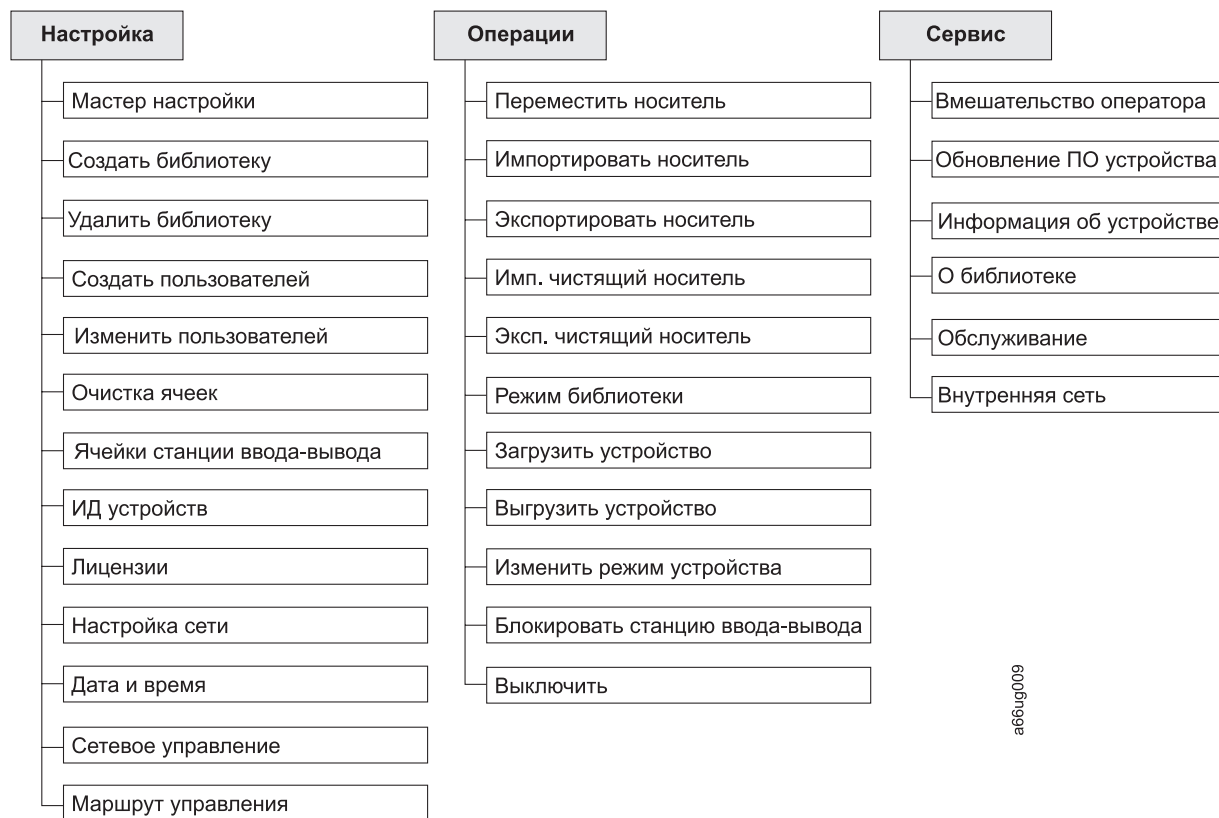 Настройка
Мастер настройки
Создать библиотеку
Удалить библиотеку
Создать пользователей
Изменить пользователей
Очистка ячеек
Ячейки станции ввода-вывода
ИД устройств
Лицензии
Настройка сети
Дата и время
Сетевое управление
Маршрут управления
Операции
Переместить носитель
Импортировать носитель
Экспортировать носитель
Имп. чистящий носитель
Эксп. чистящий носитель
Режим библиотеки
Загрузить устройство
Выгрузить устройство
Изменить режим устройства
Блокировать станцию ввода-вывода
Выключить
Сервис
Вмешательство оператора
Обновление ПО устройства
Информация об устройстве
О библиотеке
Обслуживание
Внутренняя сеть
a66ug009